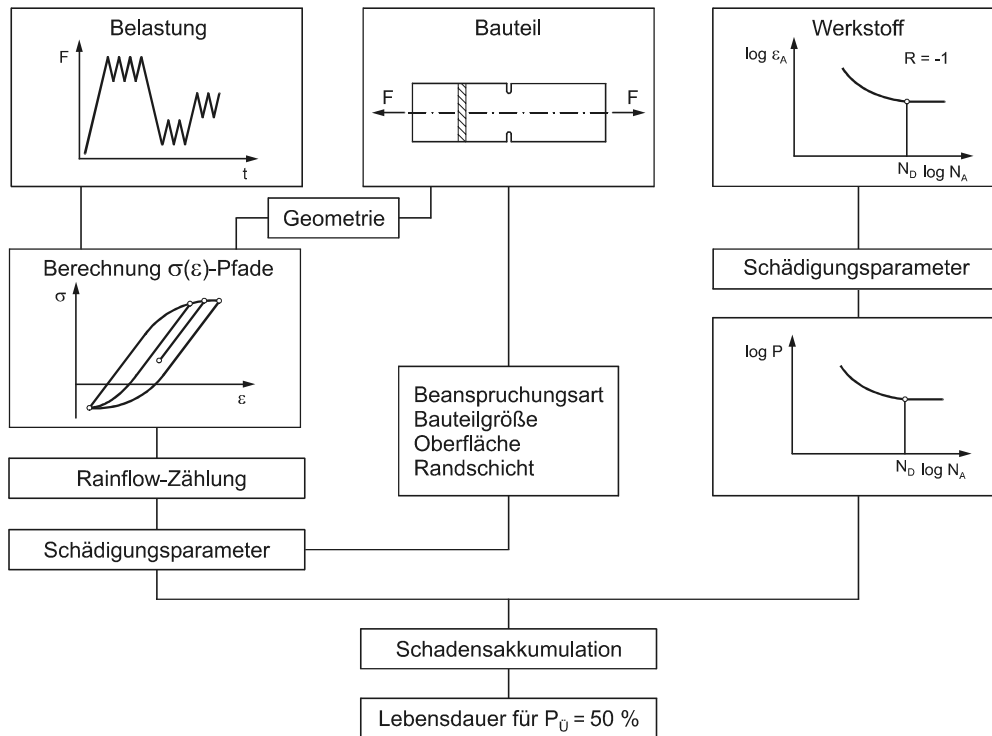 Belastung
F
t
Bauteil
F
F
Werkstoff
log ε_A
R = -1
N_D log N_A
Geometrie
Berechnung σ(ε)-Pfade
σ
ε
Schädigungsparameter
log P
N_D log N_A
Beanspruchungsart
Bauteilgröße
Oberfläche
Randschicht
Rainflow-Zählung
Schädigungsparameter
Schadensakkumulation
Lebensdauer für P_Ü = 50 %